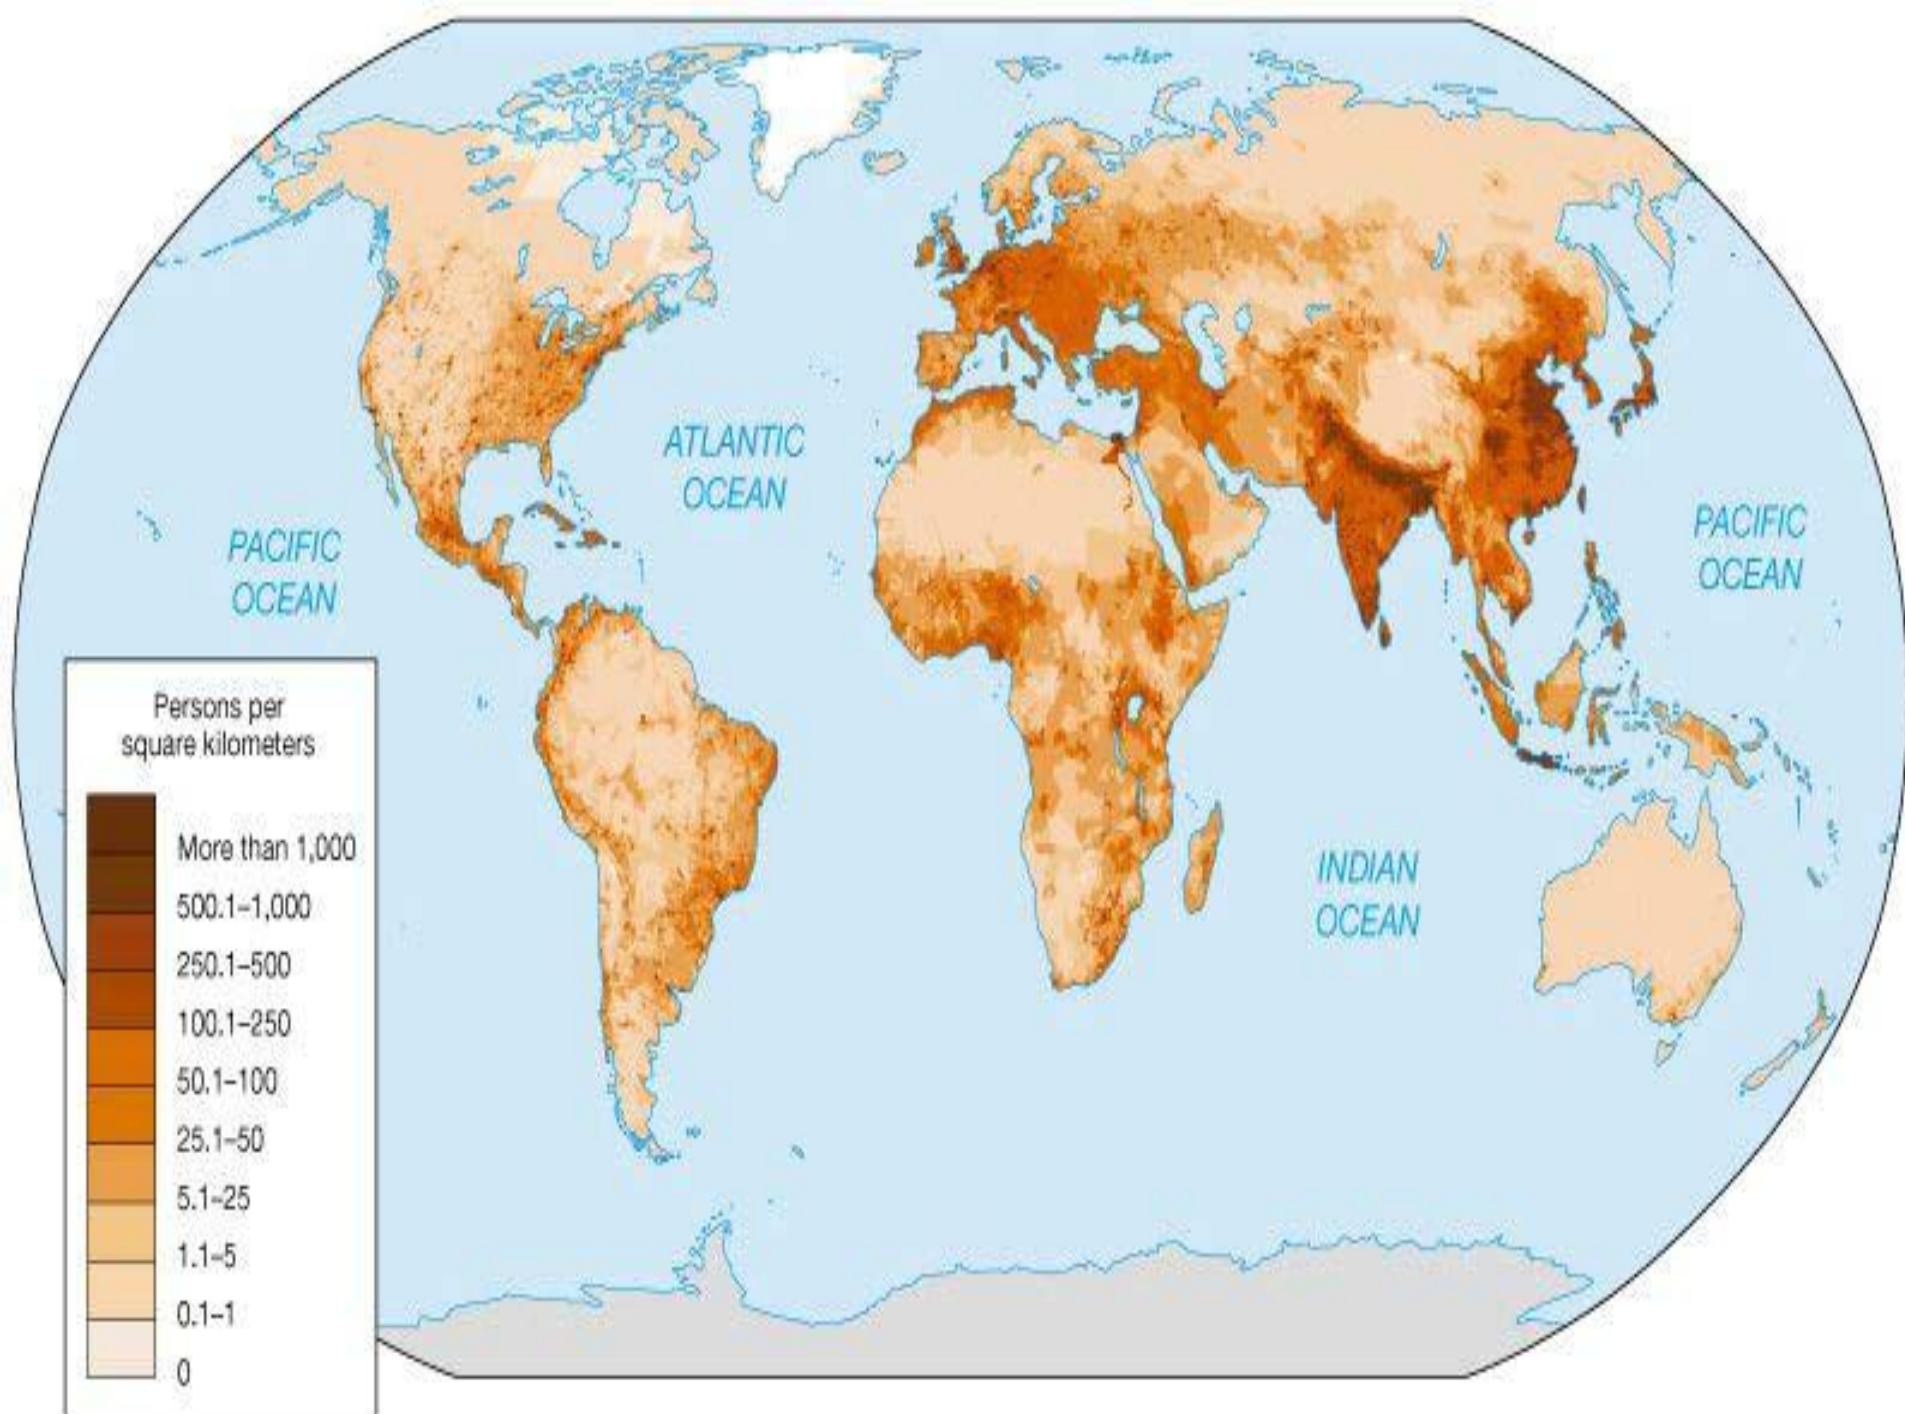 ATLANTIC
OCEAN
PACIFIC
OCEAN
PACIFIC
OCEAN
INDIAN
OCEAN
Persons per
square kilometers
More than 1,000
500.1–1,000
250.1–500
100.1–250
50.1–100
25.1–50
5.1–25
1.1–5
0.1–1
0